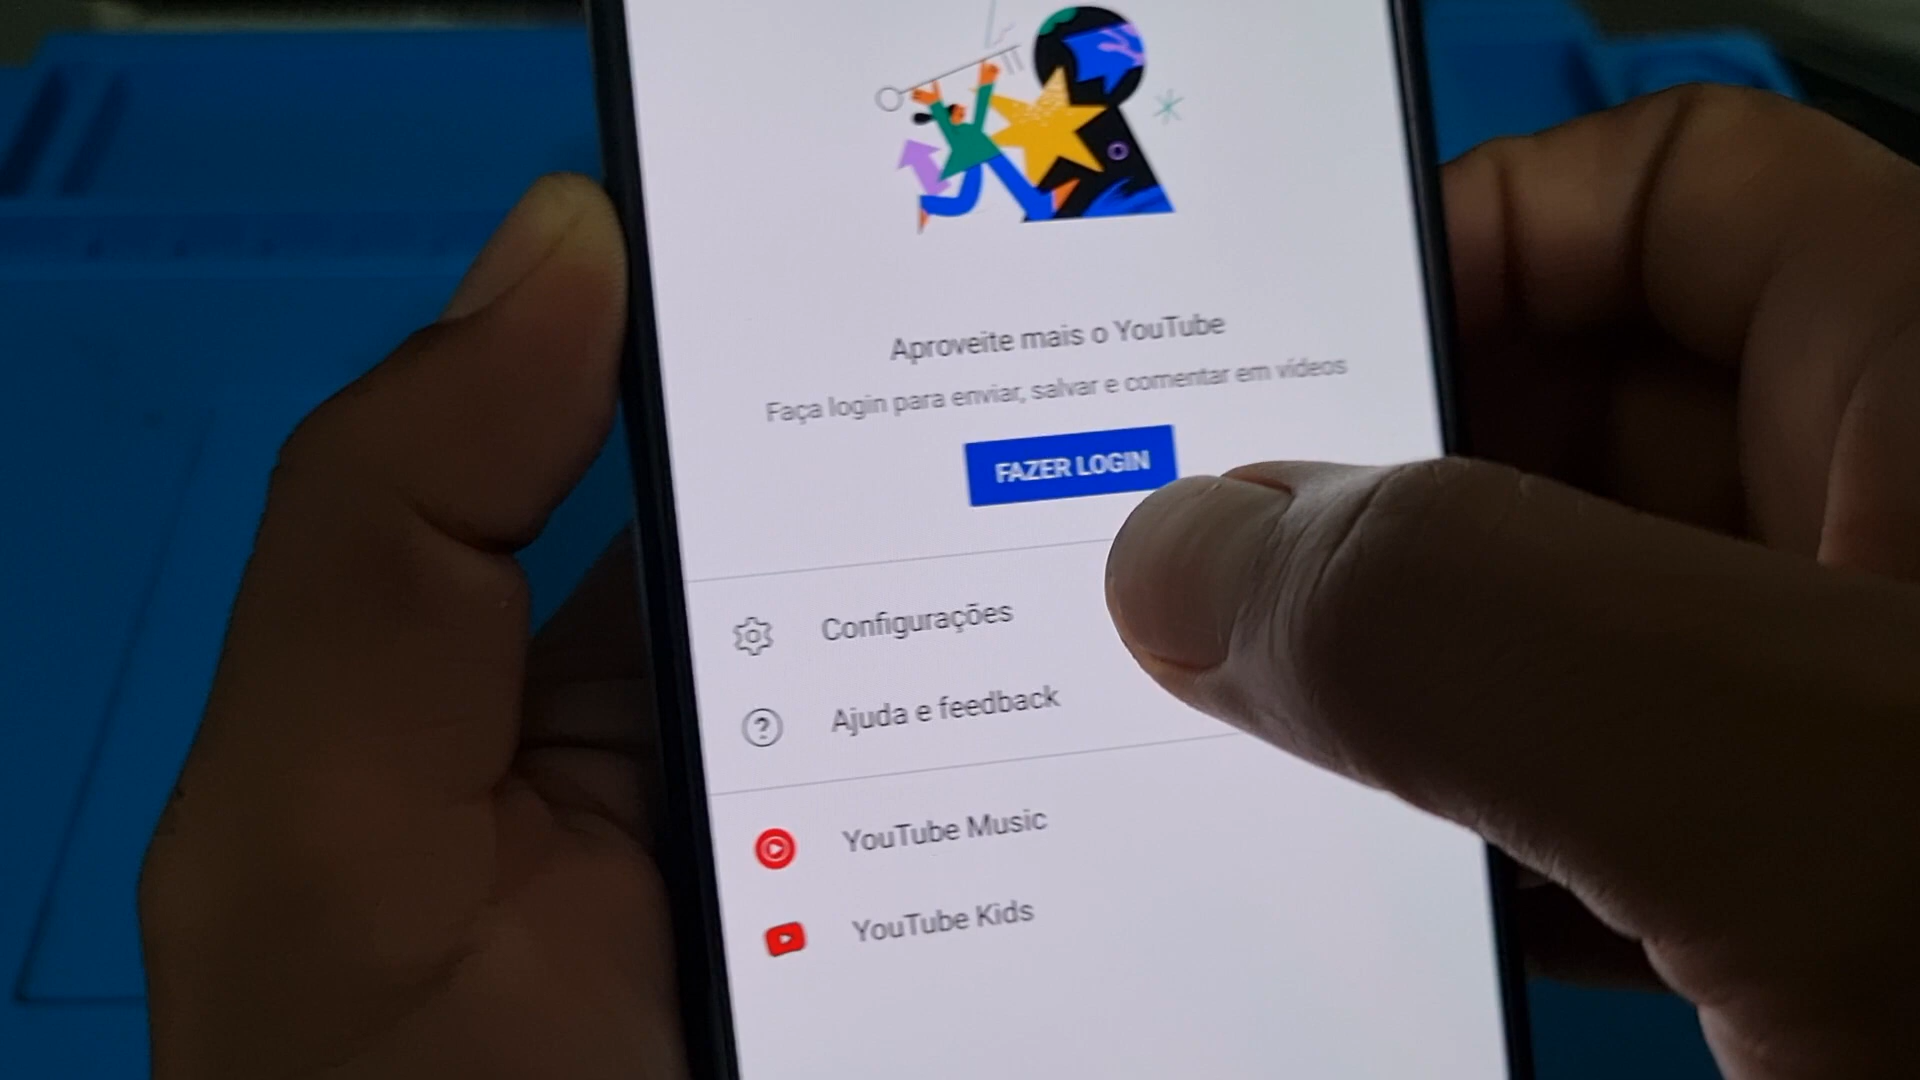 Aproveite mais o YouTube
Faça login para enviar, salvar e comentar em vídeos
FAZER LOGIN
Configurações
Ajuda e feedback
YouTube Music
YouTube Kids